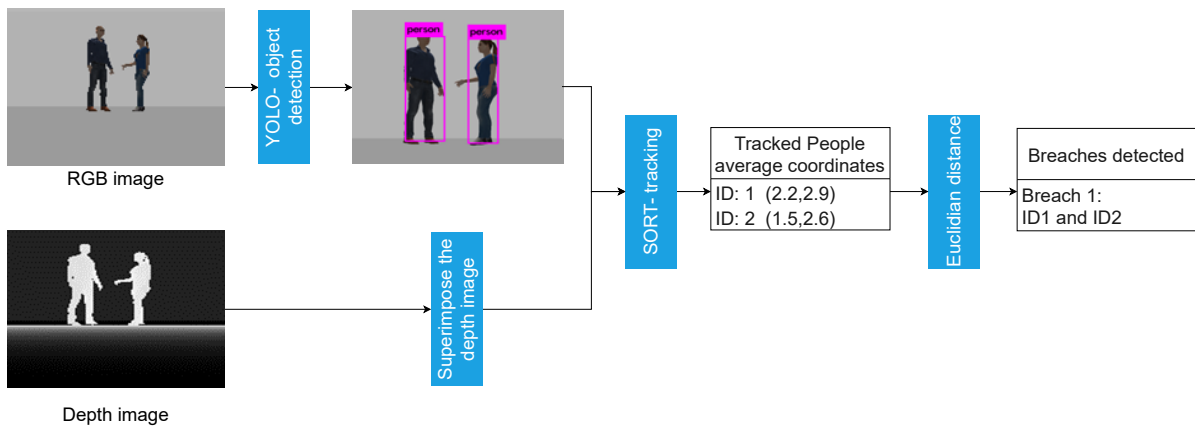 RGB image
YOLO- object
detection
person
person
Depth image
Superimpose the
depth image
SORT- tracking
Tracked People
average coordinates
ID: 1 (2.2,2.9)
ID: 2 (1.5,2.6)
Euclidian distance
Breaches detected
Breach 1:
ID1 and ID2